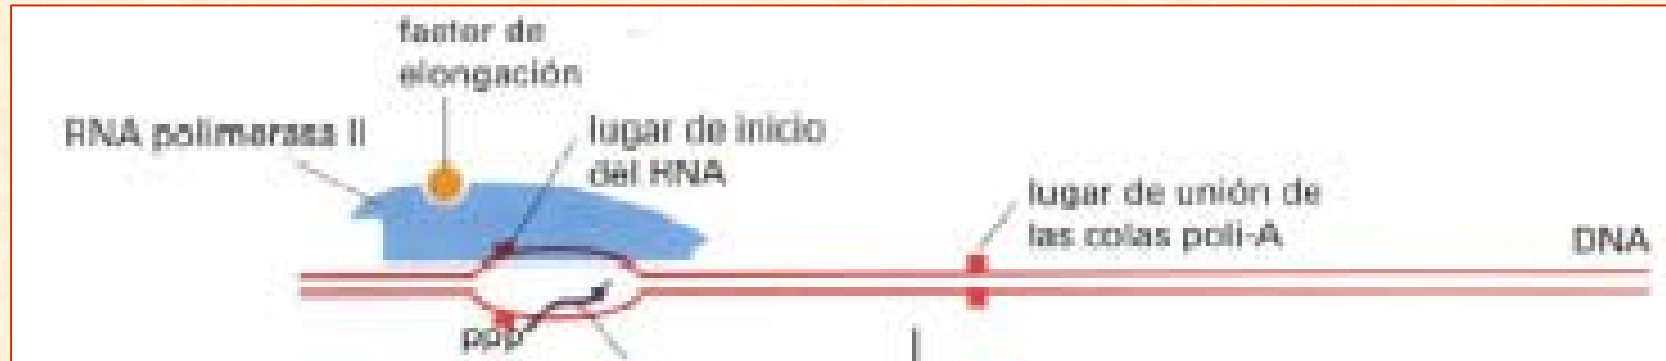 factor de
elongación
RNA polimerasa II
lugar de inicio
del RNA
lugar de unión de
las colas poli-A
DNA
ppp